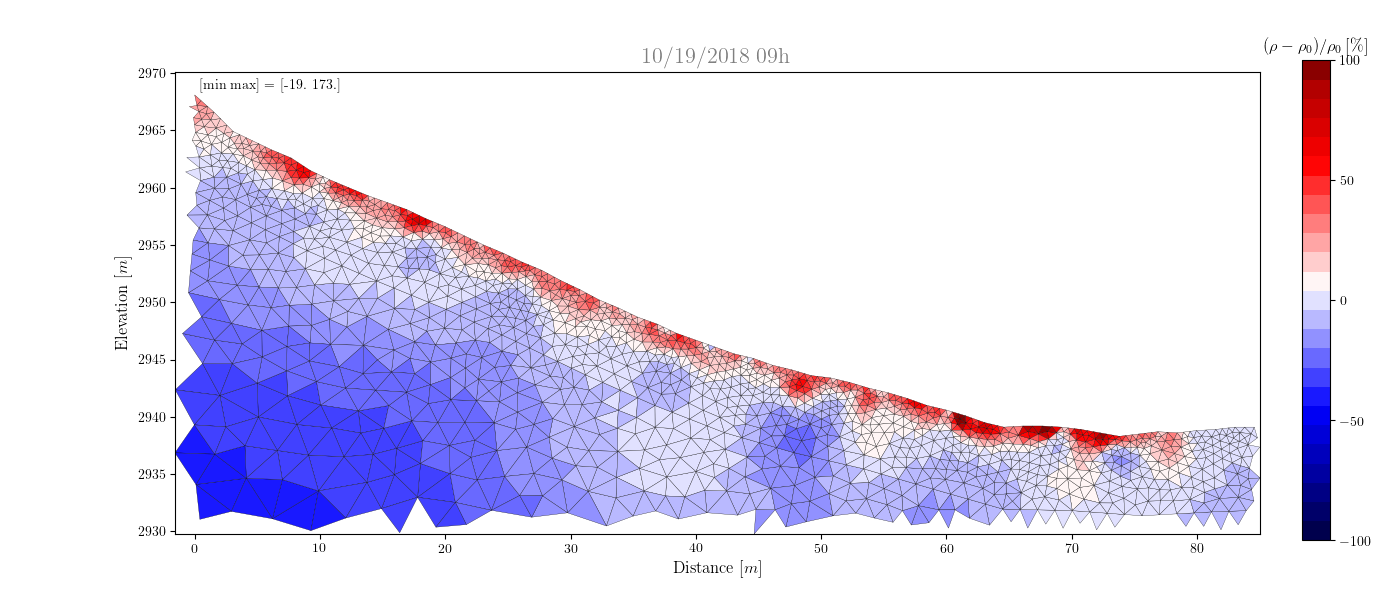 10/19/2018 09h
(ρ − ρ0)/ρ0 [%]
[min max] = [-19. 173.]
2970
2965
2960
2955
2950
2945
2940
2935
2930
Elevation [m]
0 10 20 30 40 50 60 70 80
Distance [m]
100
50
0
−50
−100